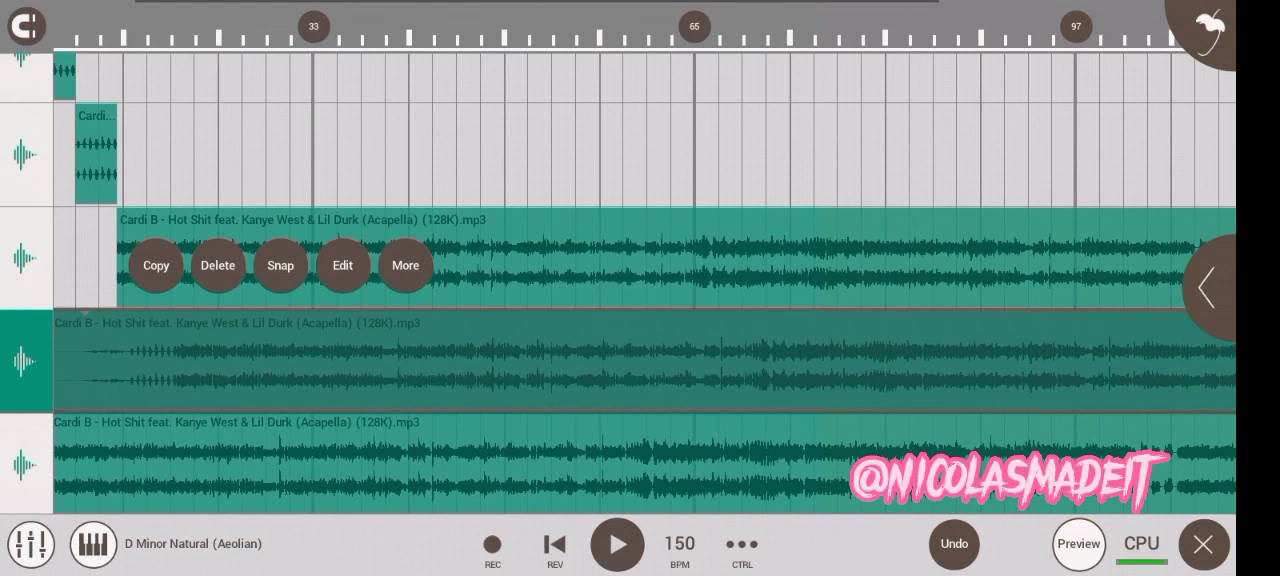 33 65 97
Cardi...
Cardi B - Hot Shit feat. Kanye West & Lil Durk (Acapella) (128K).mp3
Copy Delete Snap Edit More
Cardi B - Hot Shit feat. Kanye West & Lil Durk (Acapella) (128K).mp3
Cardi B - Hot Shit feat. Kanye West & Lil Durk (Acapella) (128K).mp3
@NICOLASMADEIT
D Minor Natural (Aeolian) 150 Undo Preview CPU
REC REV BPM CTRL